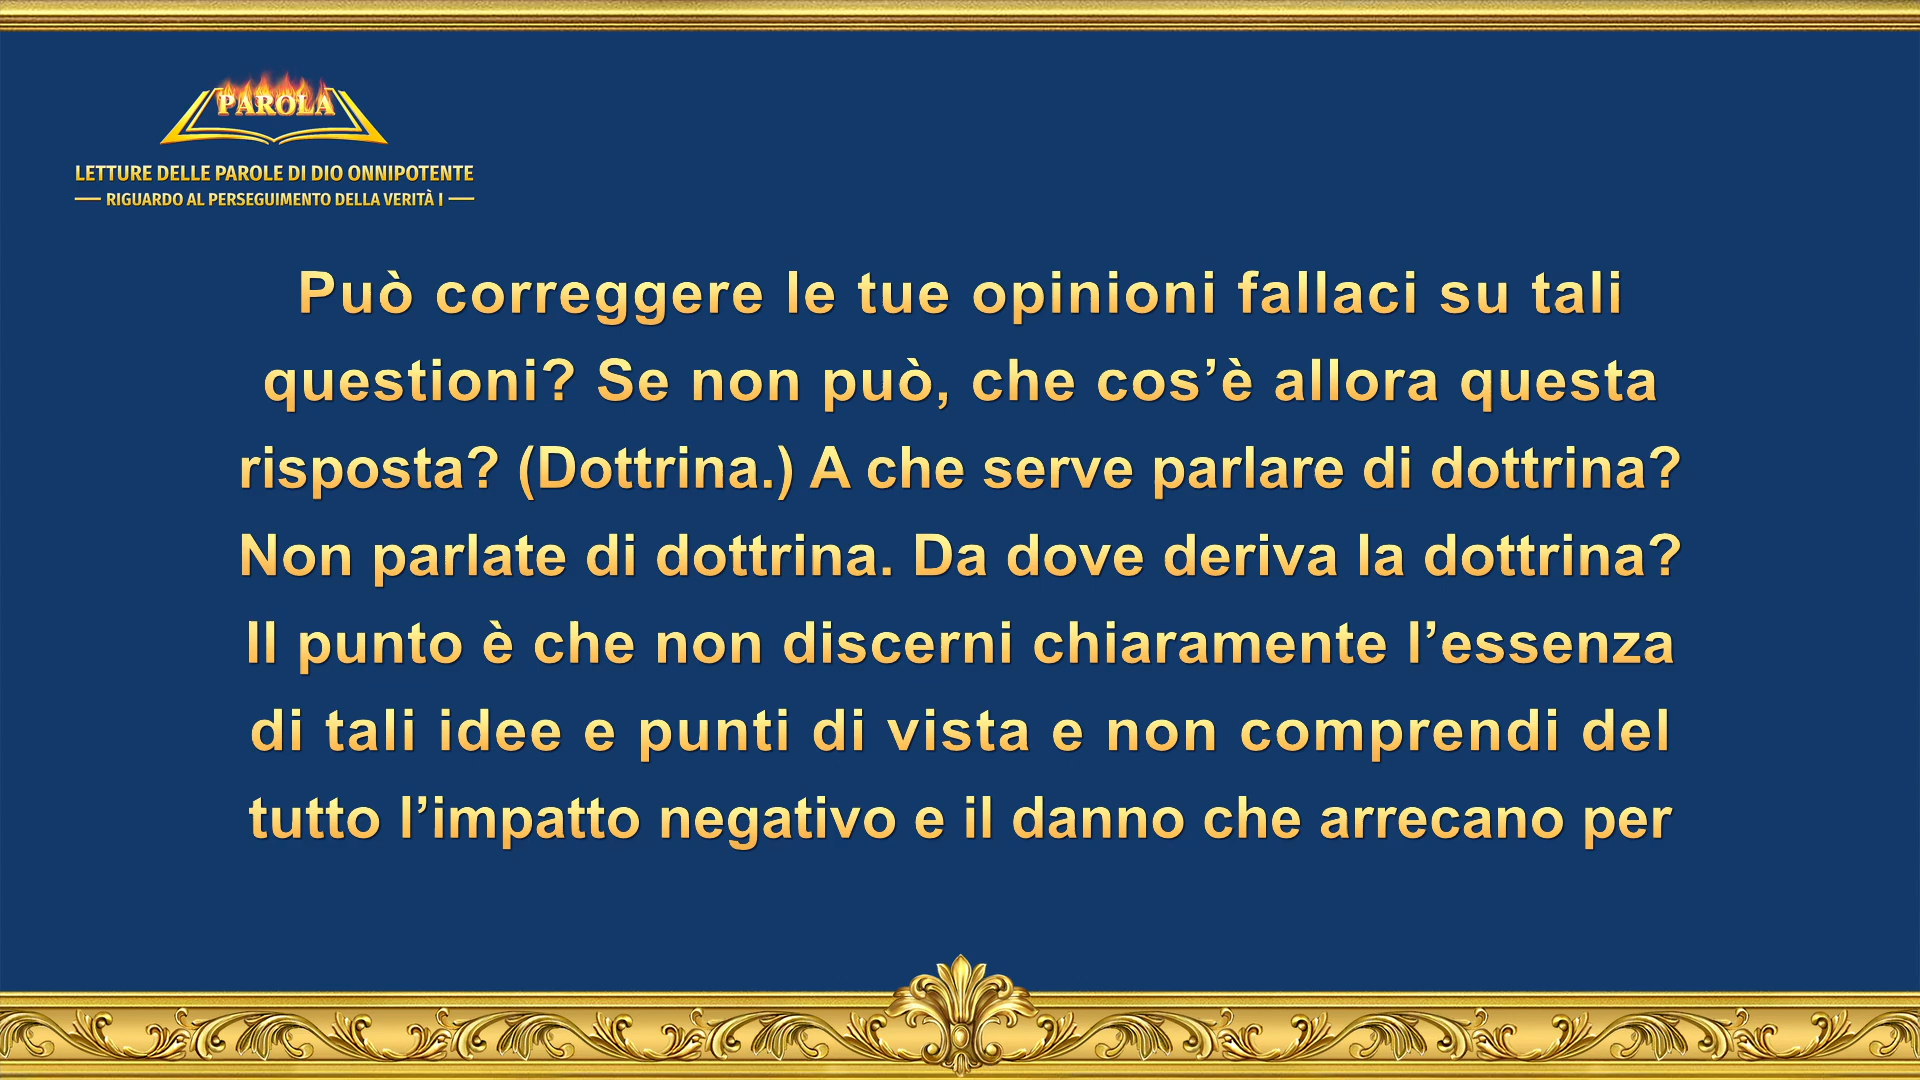 PAROLA
LETTURE DELLE PAROLE DI DIO ONNIPOTENTE
RIGUARDO AL PERSEGUIMENTO DELLA VERITÀ I
Può correggere le tue opinioni fallaci su tali
questioni? Se non può, che cos’è allora questa
risposta? (Dottrina.) A che serve parlare di dottrina?
Non parlate di dottrina. Da dove deriva la dottrina?
Il punto è che non discerni chiaramente l’essenza
di tali idee e punti di vista e non comprendi del
tutto l’impatto negativo e il danno che arrecano per